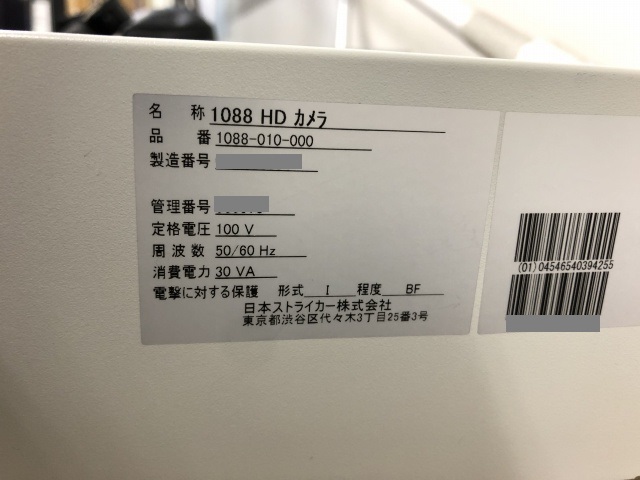 名 称 1088 HD カメラ
品 番 1088-010-000
製造番号
管理番号
定格電圧 100 V
周波数 50/60 Hz
消費電力 30 VA
電撃に対する保護 形式 I 程度 BF
日本ストライカー株式会社
東京都渋谷区代々木3丁目25番3号
(01)04546540394255